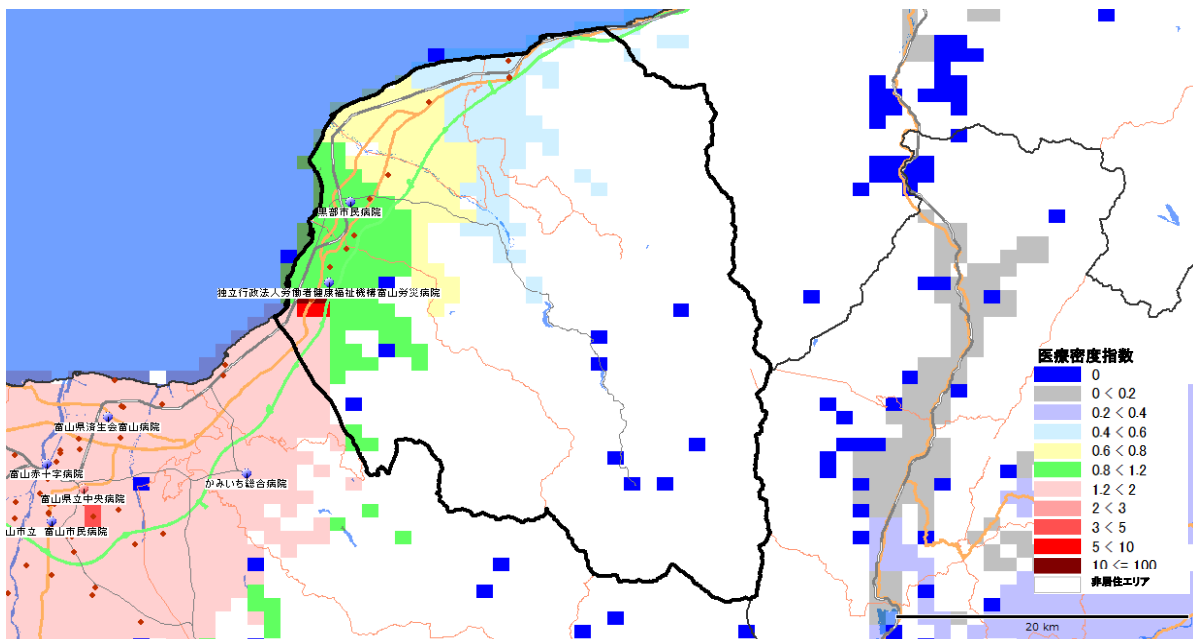 黒部市民病院
独立行政法人労働者健康福祉機構富山労災病院
富山県済生会富山病院
富山赤十字病院
かみいち総合病院
富山県立中央病院
山市立 富山市民病院
医療密度指数
0
0 < 0.2
0.2 < 0.4
0.4 < 0.6
0.6 < 0.8
0.8 < 1.2
1.2 < 2
2 < 3
3 < 5
5 < 10
10 <= 100
非居住エリア
20 km